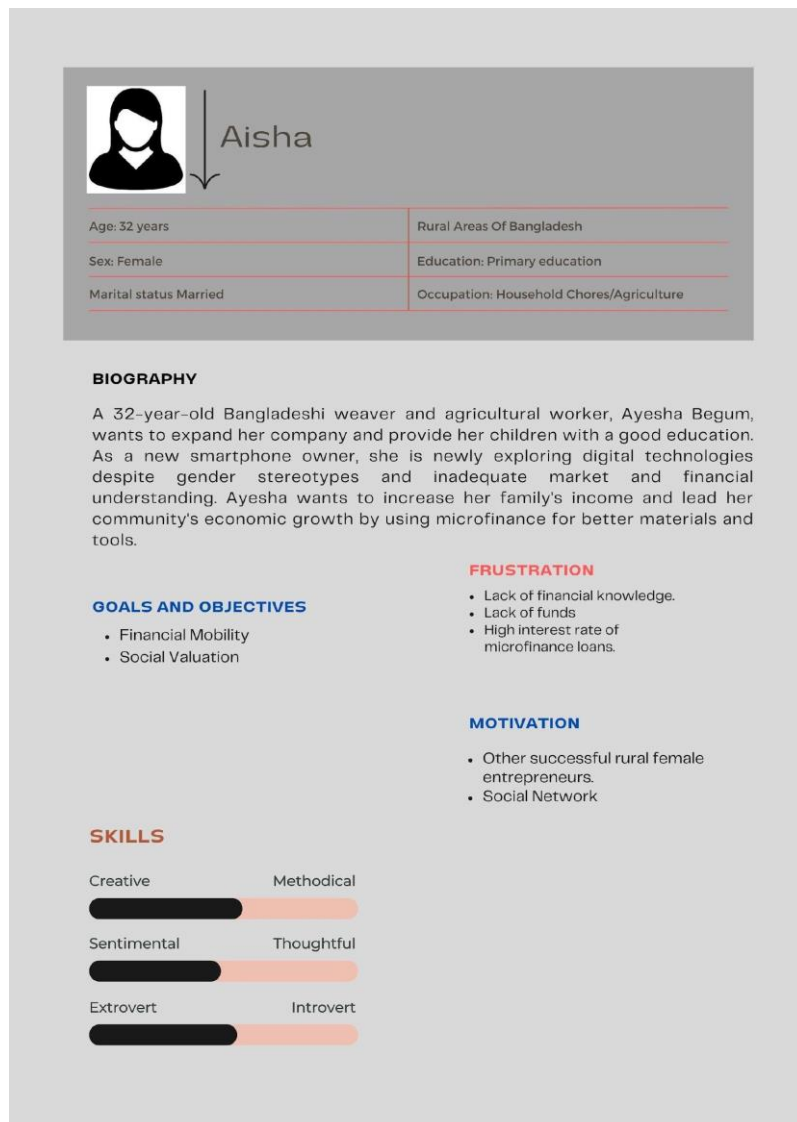 Aisha
Age: 32 years
Rural Areas Of Bangladesh
Sex: Female
Education: Primary education
Marital status Married
Occupation: Household Chores/Agriculture
BIOGRAPHY
A 32-year-old Bangladeshi weaver and agricultural worker, Ayesha Begum,
wants to expand her company and provide her children with a good education.
As a new smartphone owner, she is newly exploring digital technologies
despite gender stereotypes and inadequate market and financial
understanding. Ayesha wants to increase her family's income and lead her
community's economic growth by using microfinance for better materials and
tools.
GOALS AND OBJECTIVES
• Financial Mobility
• Social Valuation
FRUSTRATION
• Lack of financial knowledge.
• Lack of funds
• High interest rate of
microfinance loans.
MOTIVATION
• Other successful rural female
entrepreneurs.
• Social Network
SKILLS
Creative Methodical
Sentimental Thoughtful
Extrovert Introvert